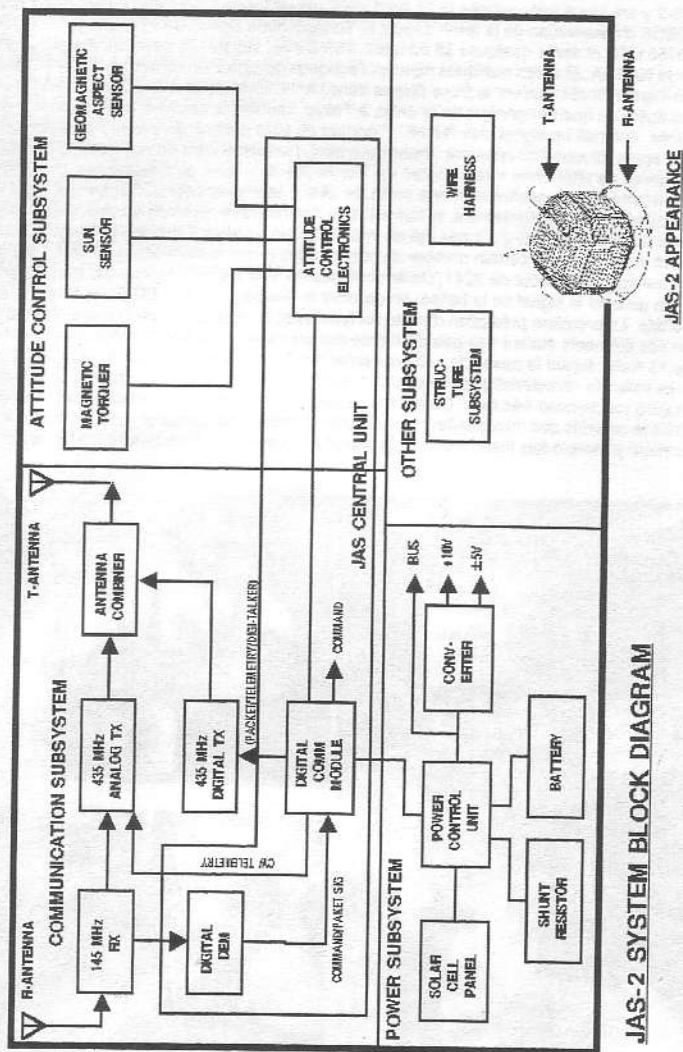 R-ANTENNA
T-ANTENNA
COMMUNICATION SUBSYSTEM
145 MHz
RX
435 MHz
ANALOG TX
ANTENNA
COMBINER
435 MHz
DIGITAL TX
DIGITAL
DEM
CW TELEMETRY
(PACKET/TELEMETRY/DIGI-TALKER)
COMMAND/PAKET SIG
DIGITAL
COMM
MODULE
COMMAND
JAS CENTRAL UNIT
ATTITUDE CONTROL SUBSYSTEM
MAGNETIC
TORQUER
SUN
SENSOR
GEOMAGNETIC
ASPECT
SENSOR
ATTITUDE
CONTROL
ELECTRONICS
POWER SUBSYSTEM
SOLAR
CELL
PANEL
POWER
CONTROL
UNIT
CONV-
ERTER
BUS
+10V
±5V
SHUNT
RESISTOR
BATTERY
OTHER SUBSYSTEM
STRUC-
TURE
SUBSYSTEM
WIRE
HARNESS
T-ANTENNA
R-ANTENNA
JAS-2 APPEARANCE
JAS-2 SYSTEM BLOCK DIAGRAM